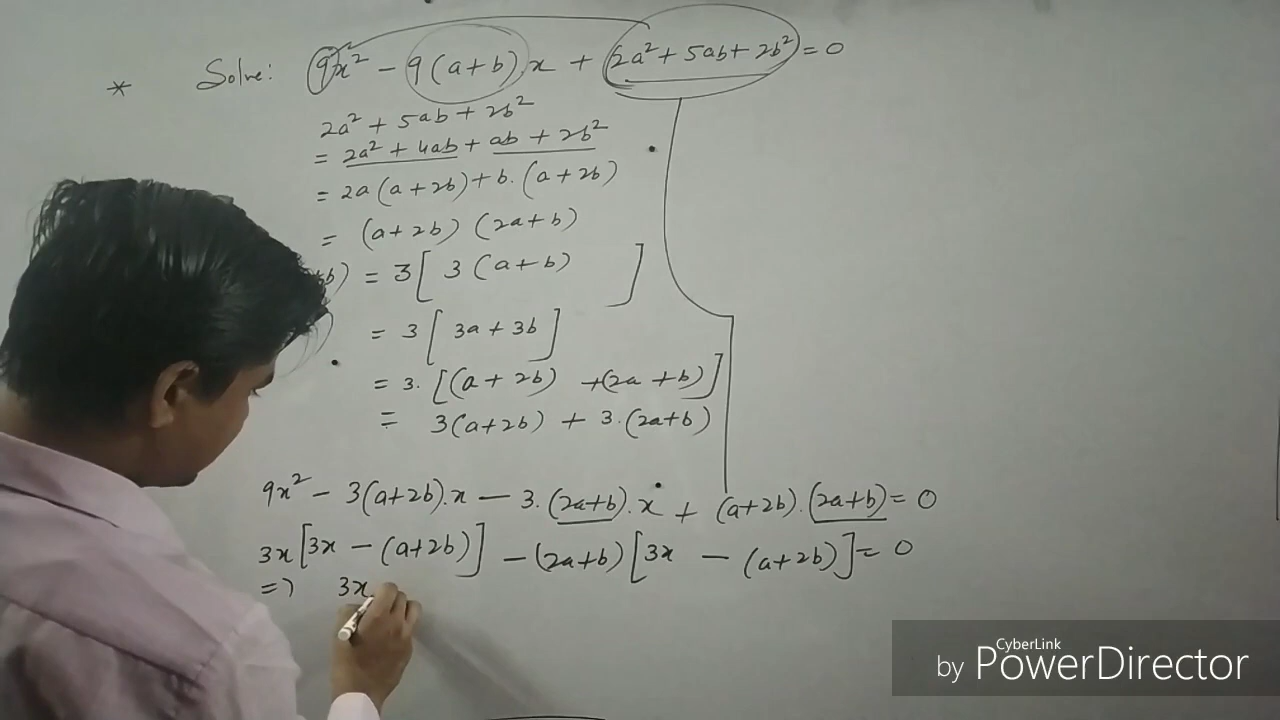 * Solve: 9x² - 9(a+b)x + 2a² + 5ab + 2b² = 0
2a² + 5ab + 2b²
= 2a² + 4ab + ab + 2b²
= 2a(a+2b) + b.(a+2b)
= (a+2b) (2a+b)
+b) = 3[ 3(a+b) ]
= 3[ 3a + 3b ]
= 3.[(a + 2b) +(2a + b)]
= 3(a+2b) + 3.(2a+b)
9x² - 3(a+2b).x - 3.(2a+b).x + (a+2b).(2a+b) = 0
3x[3x - (a+2b)] - (2a+b)[3x - (a+2b)] = 0
=> 3x
CyberLink
by PowerDirector